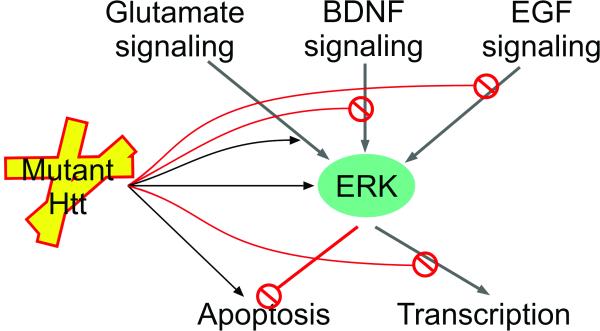 Glutamate
signaling
BDNF
signaling
EGF
signaling
Mutant
Htt
ERK
Apoptosis
Transcription